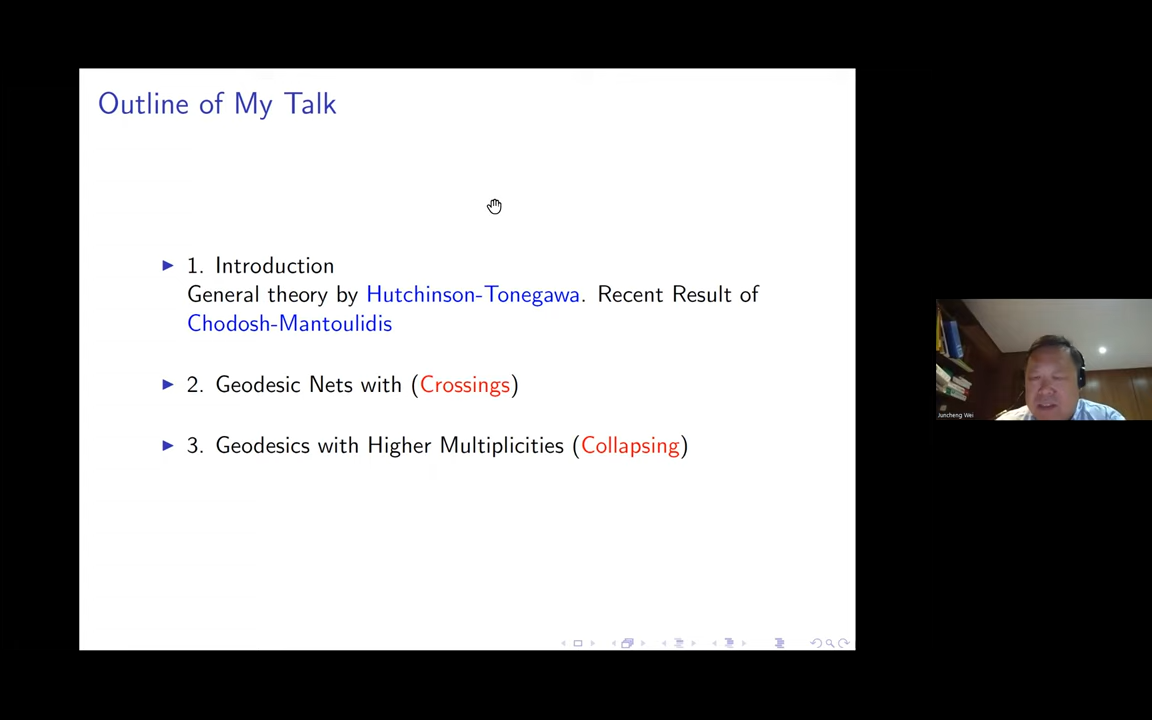 Outline of My Talk
▶ 1. Introduction
General theory by Hutchinson-Tonegawa. Recent Result of
Chodosh-Mantoulidis
▶ 2. Geodesic Nets with (Crossings)
▶ 3. Geodesics with Higher Multiplicities (Collapsing)
Juncheng Wei